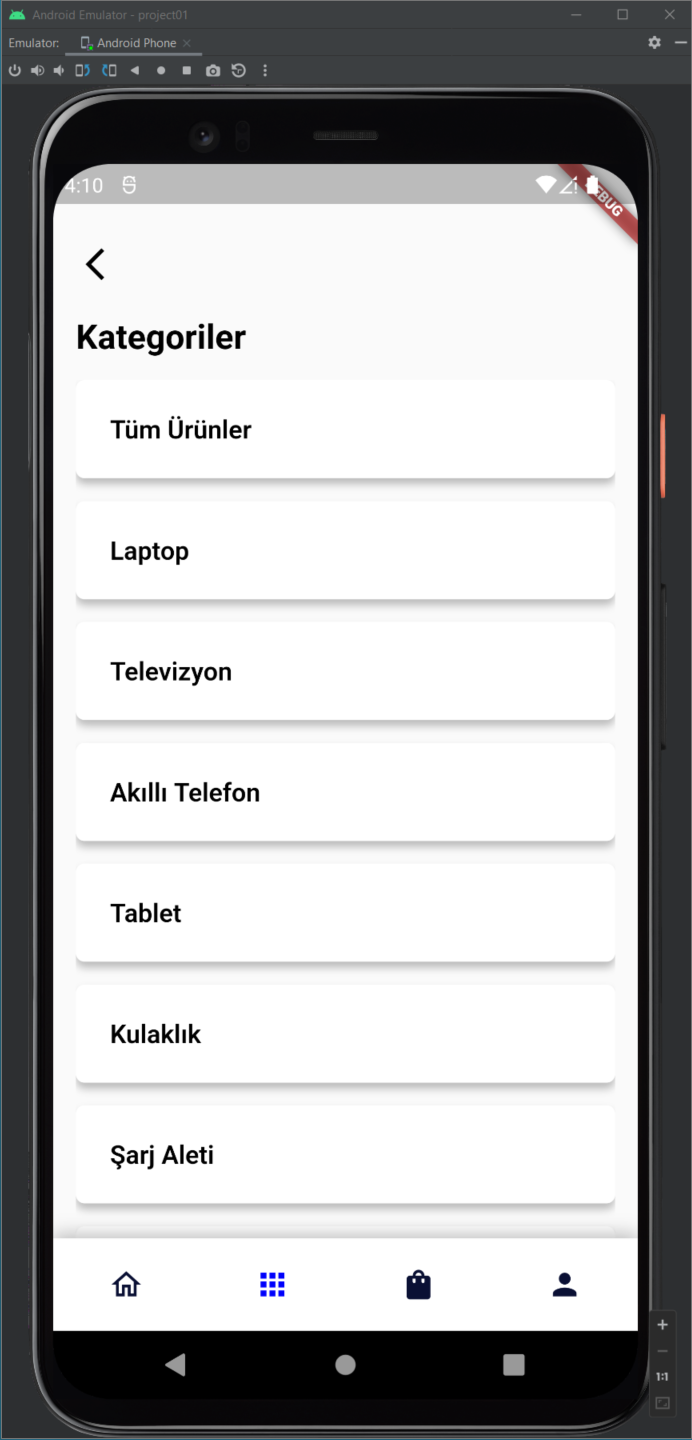 Android Emulator - project01
Emulator:
Android Phone
4:10
DEBUG
Kategoriler
Tüm Ürünler
Laptop
Televizyon
Akıllı Telefon
Tablet
Kulaklık
Şarj Aleti
1:1